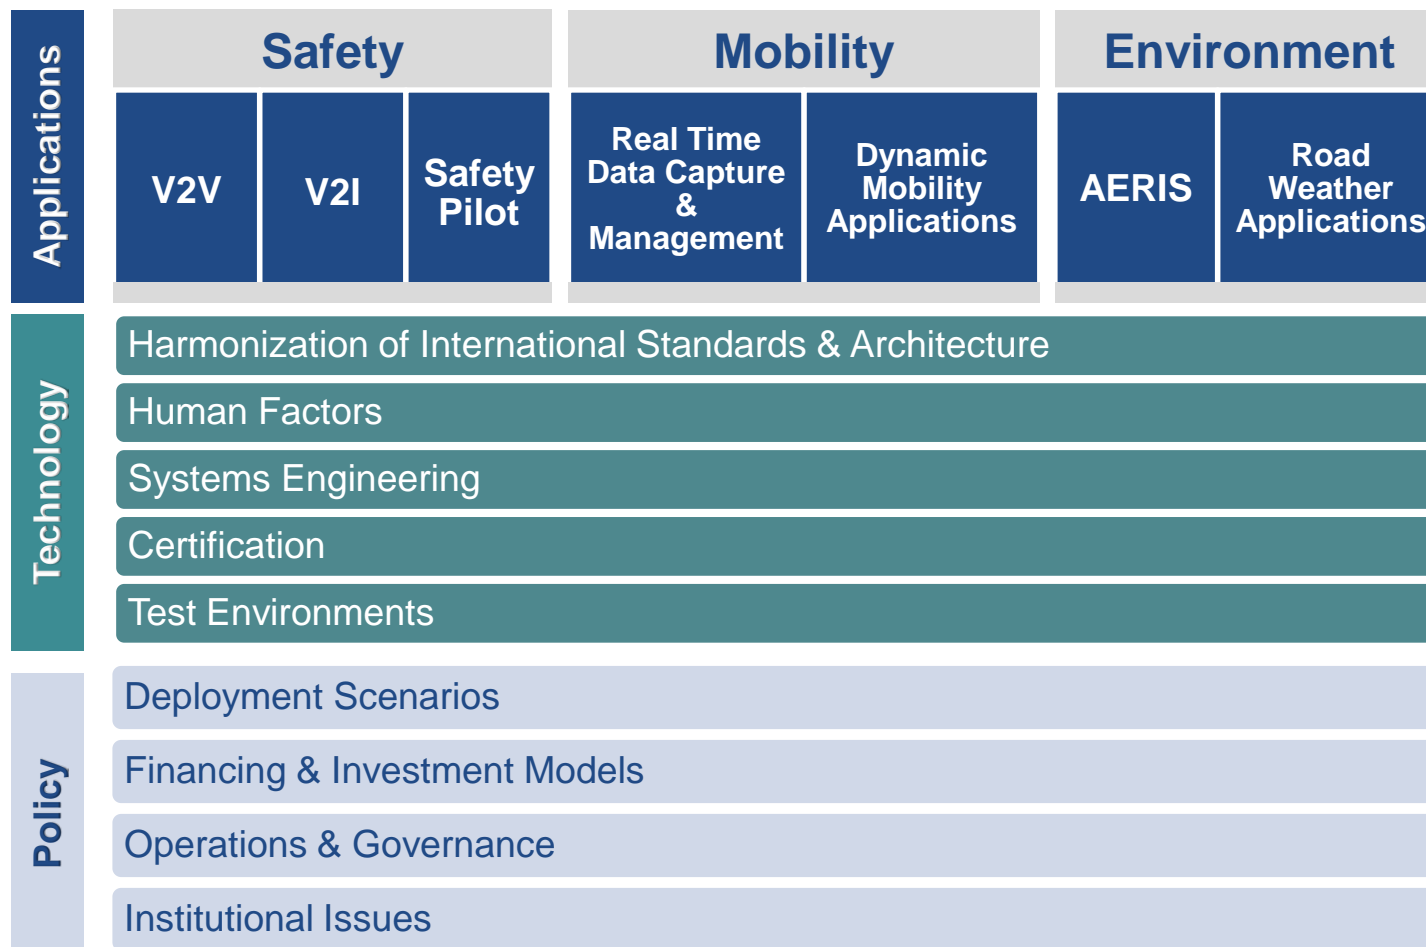 Applications
Safety
Mobility
Environment
V2V
V2I
Safety
Pilot
Real Time
Data Capture
&
Management
Dynamic
Mobility
Applications
AERIS
Road
Weather
Applications
Technology
Harmonization of International Standards & Architecture
Human Factors
Systems Engineering
Certification
Test Environments
Policy
Deployment Scenarios
Financing & Investment Models
Operations & Governance
Institutional Issues